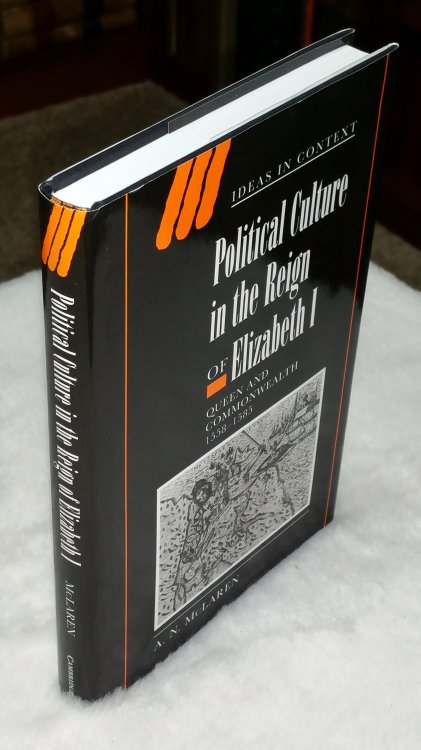 IDEAS IN CONTEXT
Political Culture
in the Reign
OF Elizabeth I
QUEEN AND
COMMONWEALTH
1558–1585
A. N. McLAREN
Political Culture in the Reign of Elizabeth I
McLAREN
CAMBRIDGE